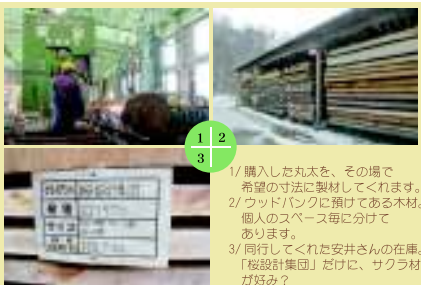 1 2
3
1/ 購入した丸太を、その場で
希望の寸法に製材してくれます。
2/ ウッドバンクに預けてある木材。
個人のスペース毎に分けて
あります。
3/ 同行してくれた安井さんの在庫。
「桜設計集団」だけに、サクラ材
が好み?